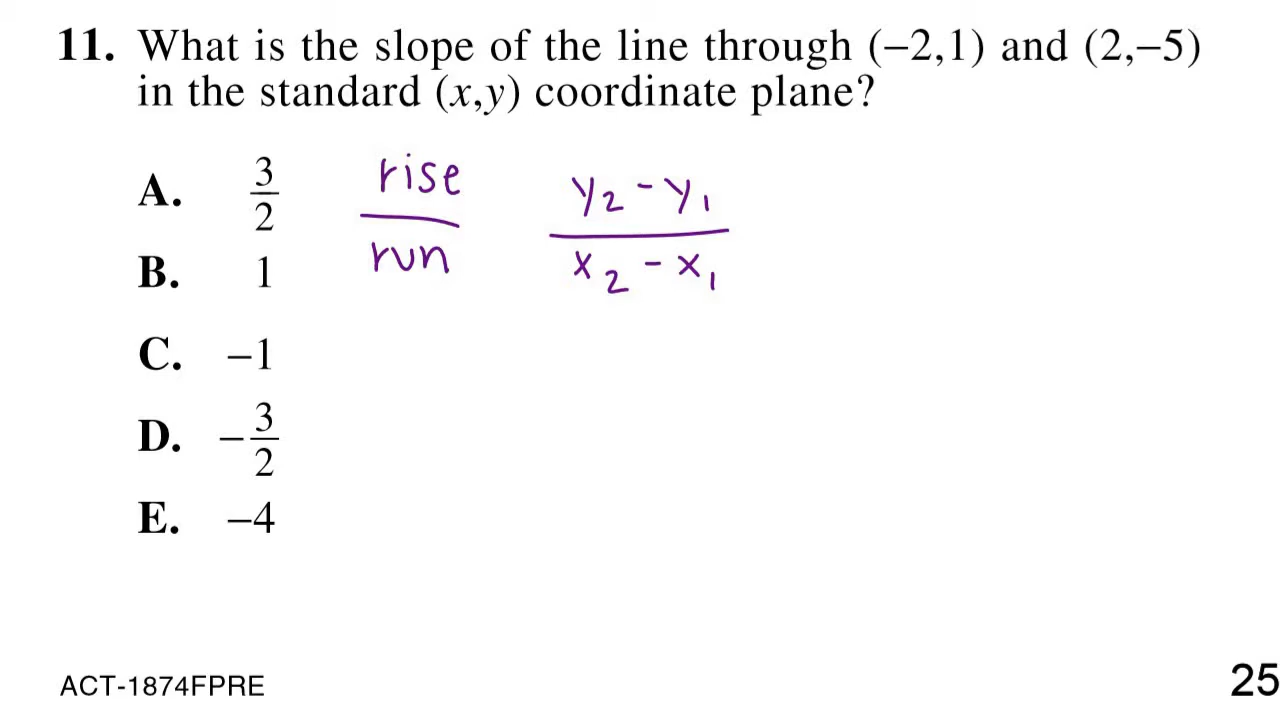 11. What is the slope of the line through (−2,1) and (2,−5)
in the standard (x,y) coordinate plane?
A. 3/2
B. 1
C. −1
D. −3/2
E. −4
rise
run
y₂ - y₁
x₂ - x₁
ACT-1874FPRE
25